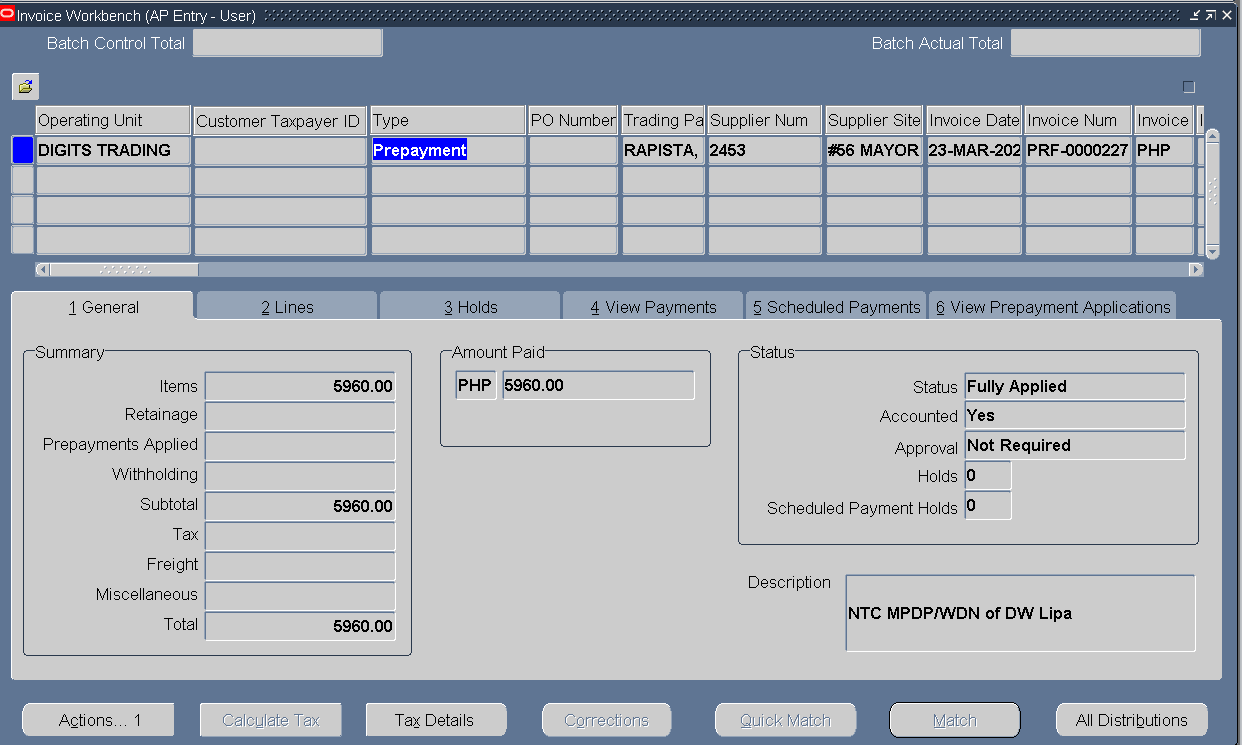 Invoice Workbench (AP Entry - User)
Batch Control Total
Batch Actual Total
Operating Unit Customer Taxpayer ID Type PO Number Trading Pa Supplier Num Supplier Site Invoice Date Invoice Num Invoice
DIGITS TRADING Prepayment RAPISTA, 2453 #56 MAYOR 23-MAR-202 PRF-0000227 PHP
1 General 2 Lines 3 Holds 4 View Payments 5 Scheduled Payments 6 View Prepayment Applications
Summary
Items 5960.00
Retainage
Prepayments Applied
Withholding
Subtotal 5960.00
Tax
Freight
Miscellaneous
Total 5960.00
Amount Paid
PHP 5960.00
Status
Status Fully Applied
Accounted Yes
Approval Not Required
Holds 0
Scheduled Payment Holds 0
Description NTC MPDP/WDN of DW Lipa
Actions... 1 Calculate Tax Tax Details Corrections Quick Match Match All Distributions